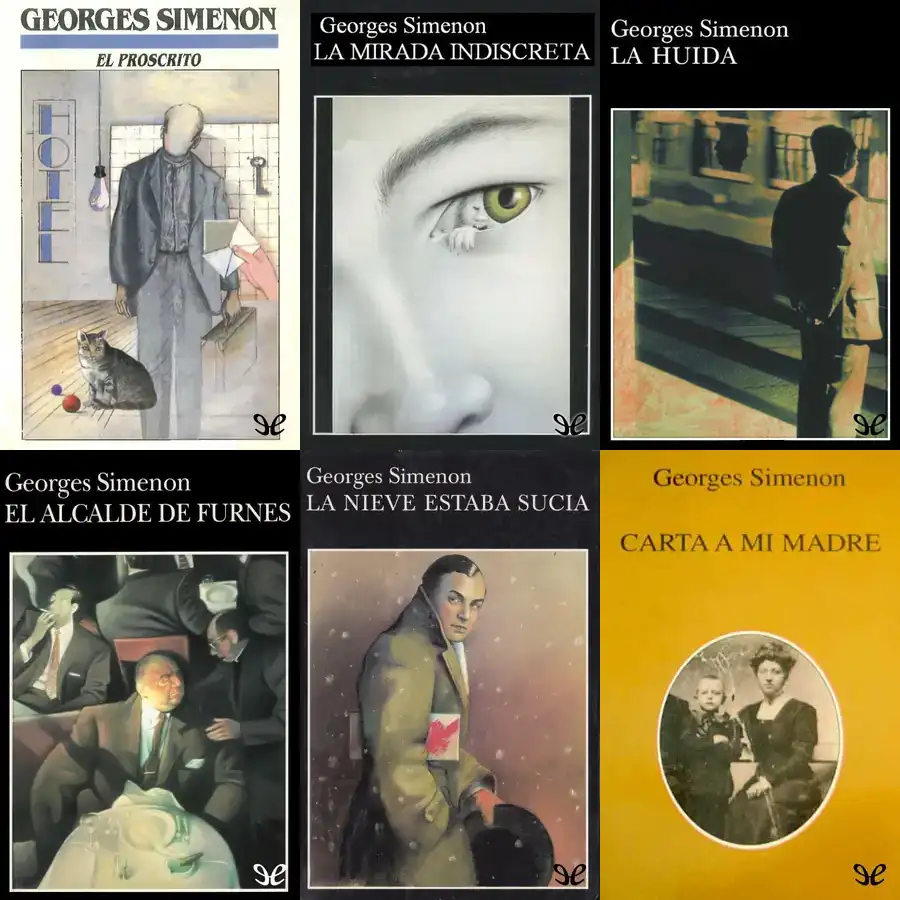 GEORGES SIMENON
EL PROSCRITO
HOTEL
Georges Simenon
LA MIRADA INDISCRETA
Georges Simenon
LA HUIDA
Georges Simenon
EL ALCALDE DE FURNES
Georges Simenon
LA NIEVE ESTABA SUCIA
Georges Simenon
CARTA A MI MADRE